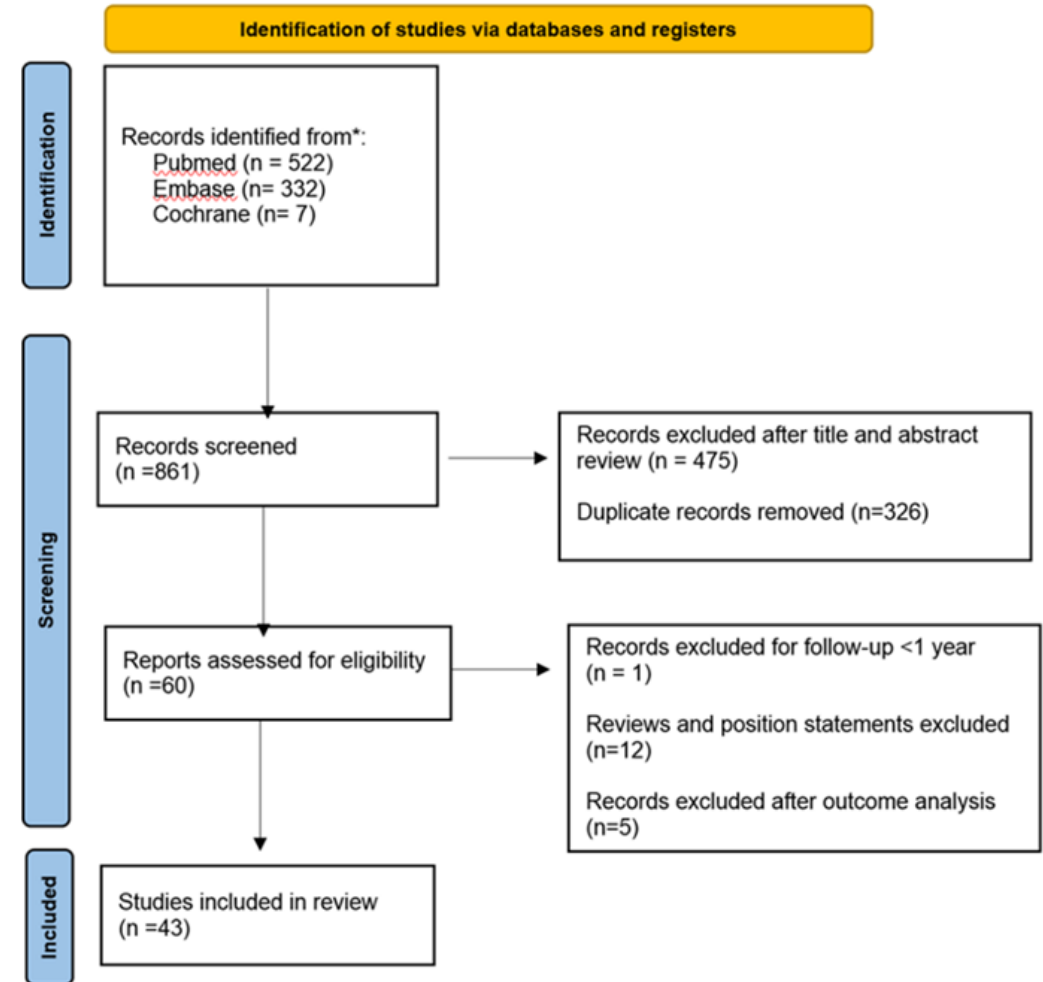 Identification of studies via databases and registers
Identification
Records identified from*:
Pubmed (n = 522)
Embase (n= 332)
Cochrane (n= 7)
Screening
Records screened
(n =861)
Records excluded after title and abstract
review (n = 475)
Duplicate records removed (n=326)
Reports assessed for eligibility
(n =60)
Records excluded for follow-up <1 year
(n = 1)
Reviews and position statements excluded
(n=12)
Records excluded after outcome analysis
(n=5)
Included
Studies included in review
(n =43)